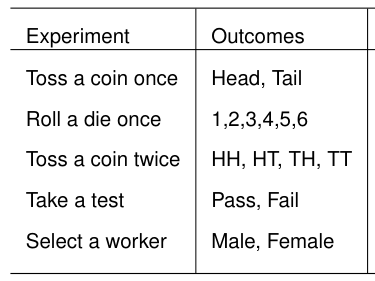 Experiment Outcomes
Toss a coin once Head, Tail
Roll a die once 1,2,3,4,5,6
Toss a coin twice HH, HT, TH, TT
Take a test Pass, Fail
Select a worker Male, Female